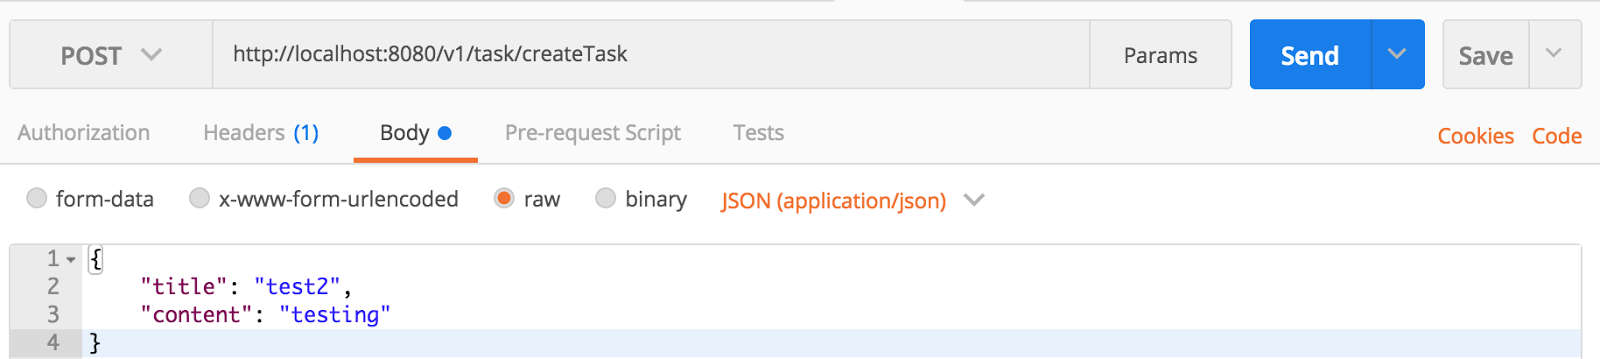 POST http://localhost:8080/v1/task/createTask Params Send Save
Authorization Headers (1) Body Pre-request Script Tests Cookies Code
form-data x-www-form-urlencoded raw binary JSON (application/json)
1 {
2 "title": "test2",
3 "content": "testing"
4 }